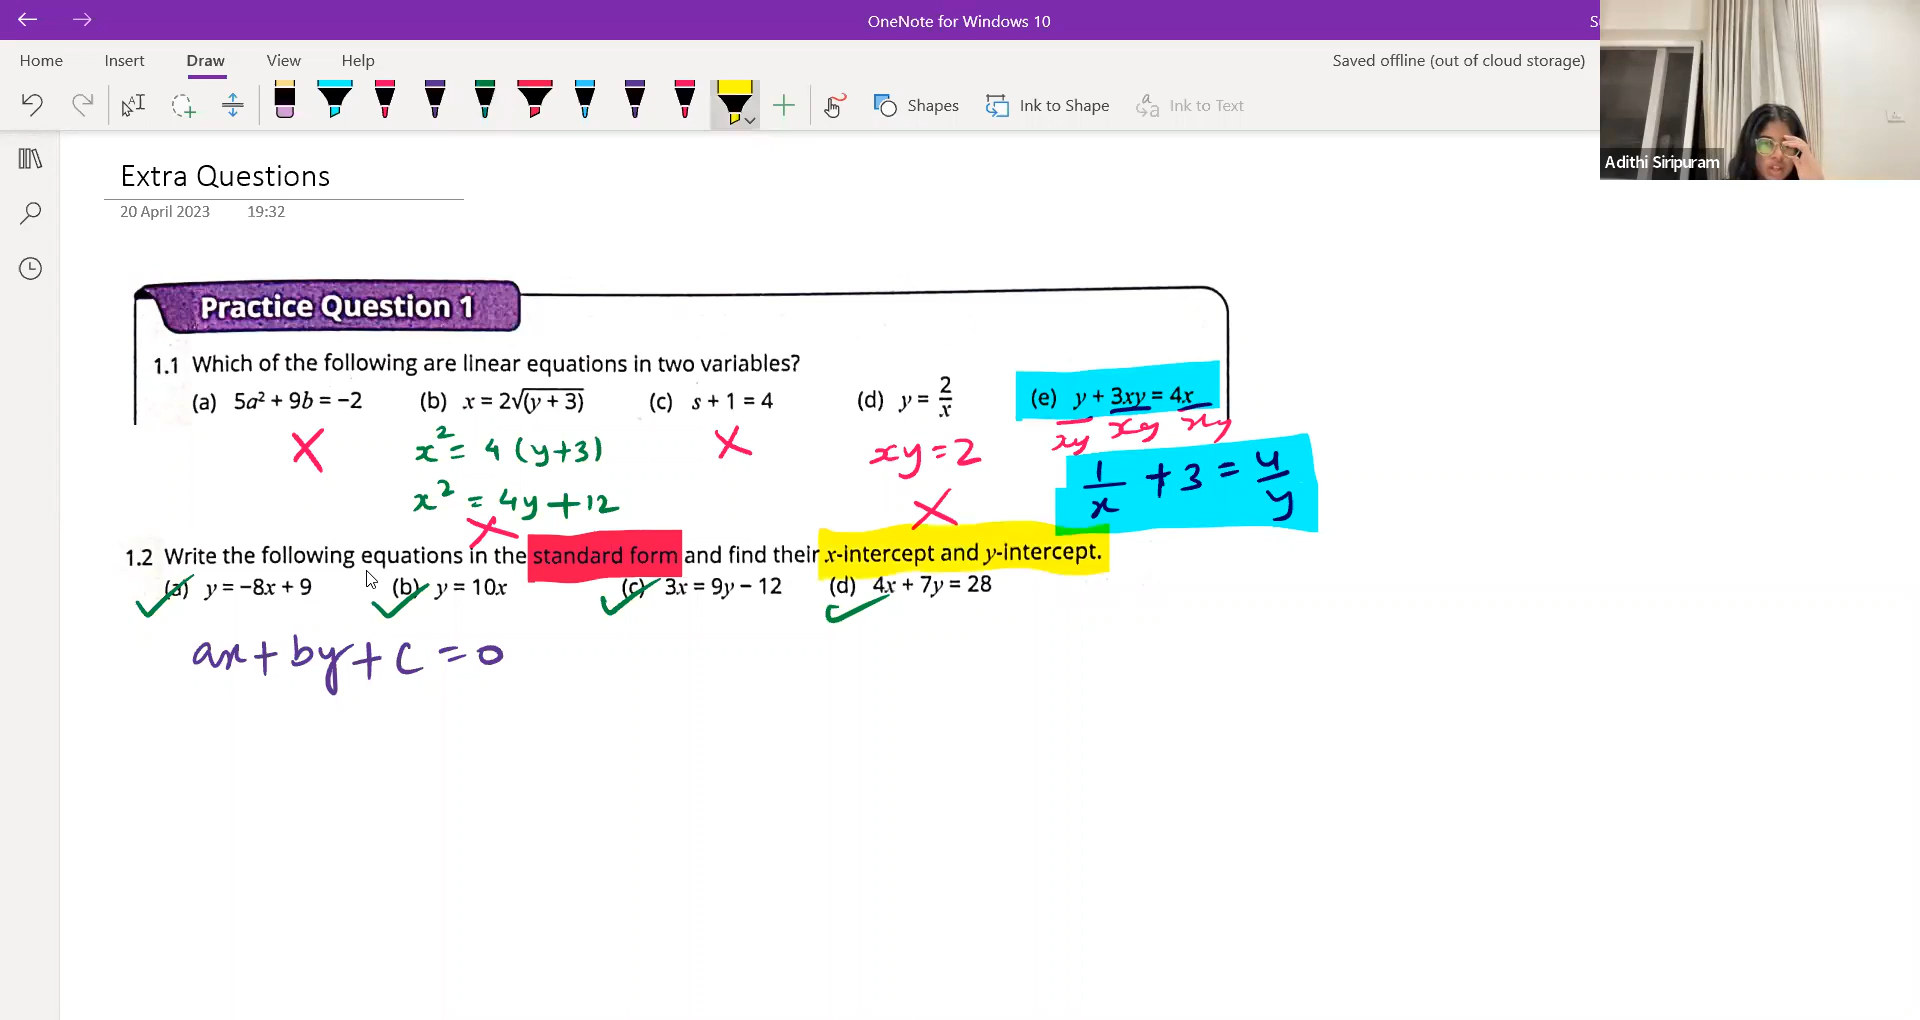 OneNote for Windows 10
Home Insert Draw View Help
Saved offline (out of cloud storage)
Shapes Ink to Shape Ink to Text
Adithi Siripuram
Extra Questions
20 April 2023 19:32
Practice Question 1
1.1 Which of the following are linear equations in two variables?
(a) 5a² + 9b = −2 (b) x = 2√(y + 3) (c) s + 1 = 4 (d) y = 2/x (e) y + 3xy = 4x
xy xy xy
x² = 4 (y+3)
xy = 2
1/x + 3 = 4/y
x² = 4y + 12
1.2 Write the following equations in the standard form and find their x-intercept and y-intercept.
(a) y = −8x + 9 (b) y = 10x (c) 3x = 9y − 12 (d) 4x + 7y = 28
ax + by + c = 0